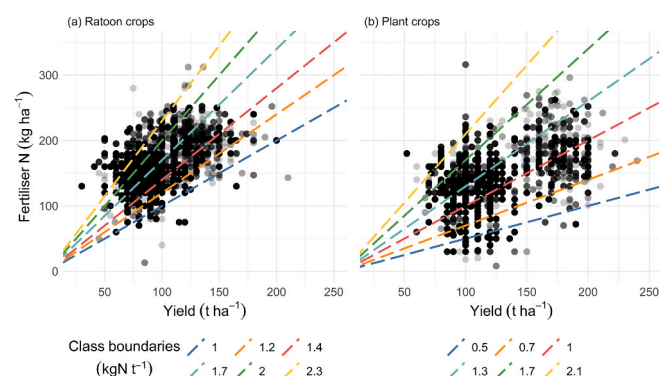 (a) Ratoon crops
(b) Plant crops
Fertiliser N (kg ha⁻¹)
300
200
100
0
50 100 150 200 250
50 100 150 200 250
Yield (t ha⁻¹)
Yield (t ha⁻¹)
Class boundaries
(kgN t⁻¹)
1 1.2 1.4
1.7 2 2.3
0.5 0.7 1
1.3 1.7 2.1